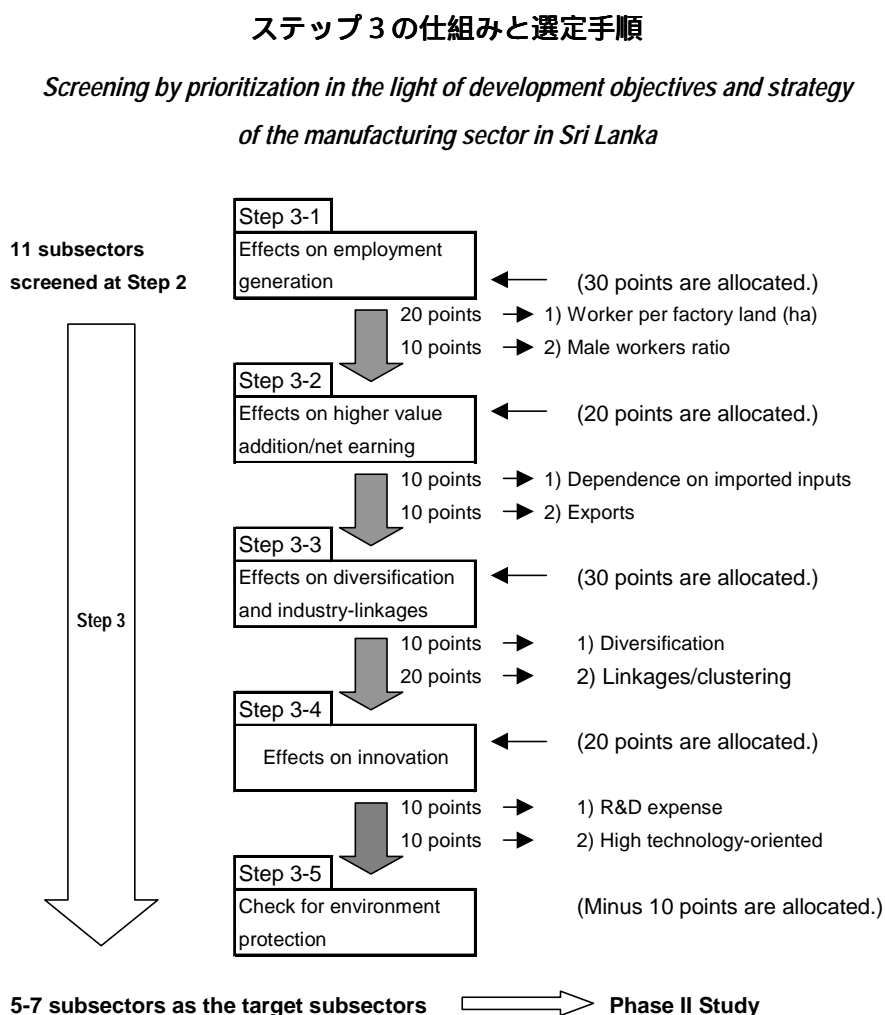 ステップ３の仕組みと選定手順
Screening by prioritization in the light of development objectives and strategy
of the manufacturing sector in Sri Lanka
11 subsectors
screened at Step 2
Step 3
Step 3-1
Effects on employment
generation
(30 points are allocated.)
20 points 1) Worker per factory land (ha)
10 points 2) Male workers ratio
Step 3-2
Effects on higher value
addition/net earning
(20 points are allocated.)
10 points 1) Dependence on imported inputs
10 points 2) Exports
Step 3-3
Effects on diversification
and industry-linkages
(30 points are allocated.)
10 points 1) Diversification
20 points 2) Linkages/clustering
Step 3-4
Effects on innovation
(20 points are allocated.)
10 points 1) R&D expense
10 points 2) High technology-oriented
Step 3-5
Check for environment
protection
(Minus 10 points are allocated.)
5-7 subsectors as the target subsectors Phase II Study